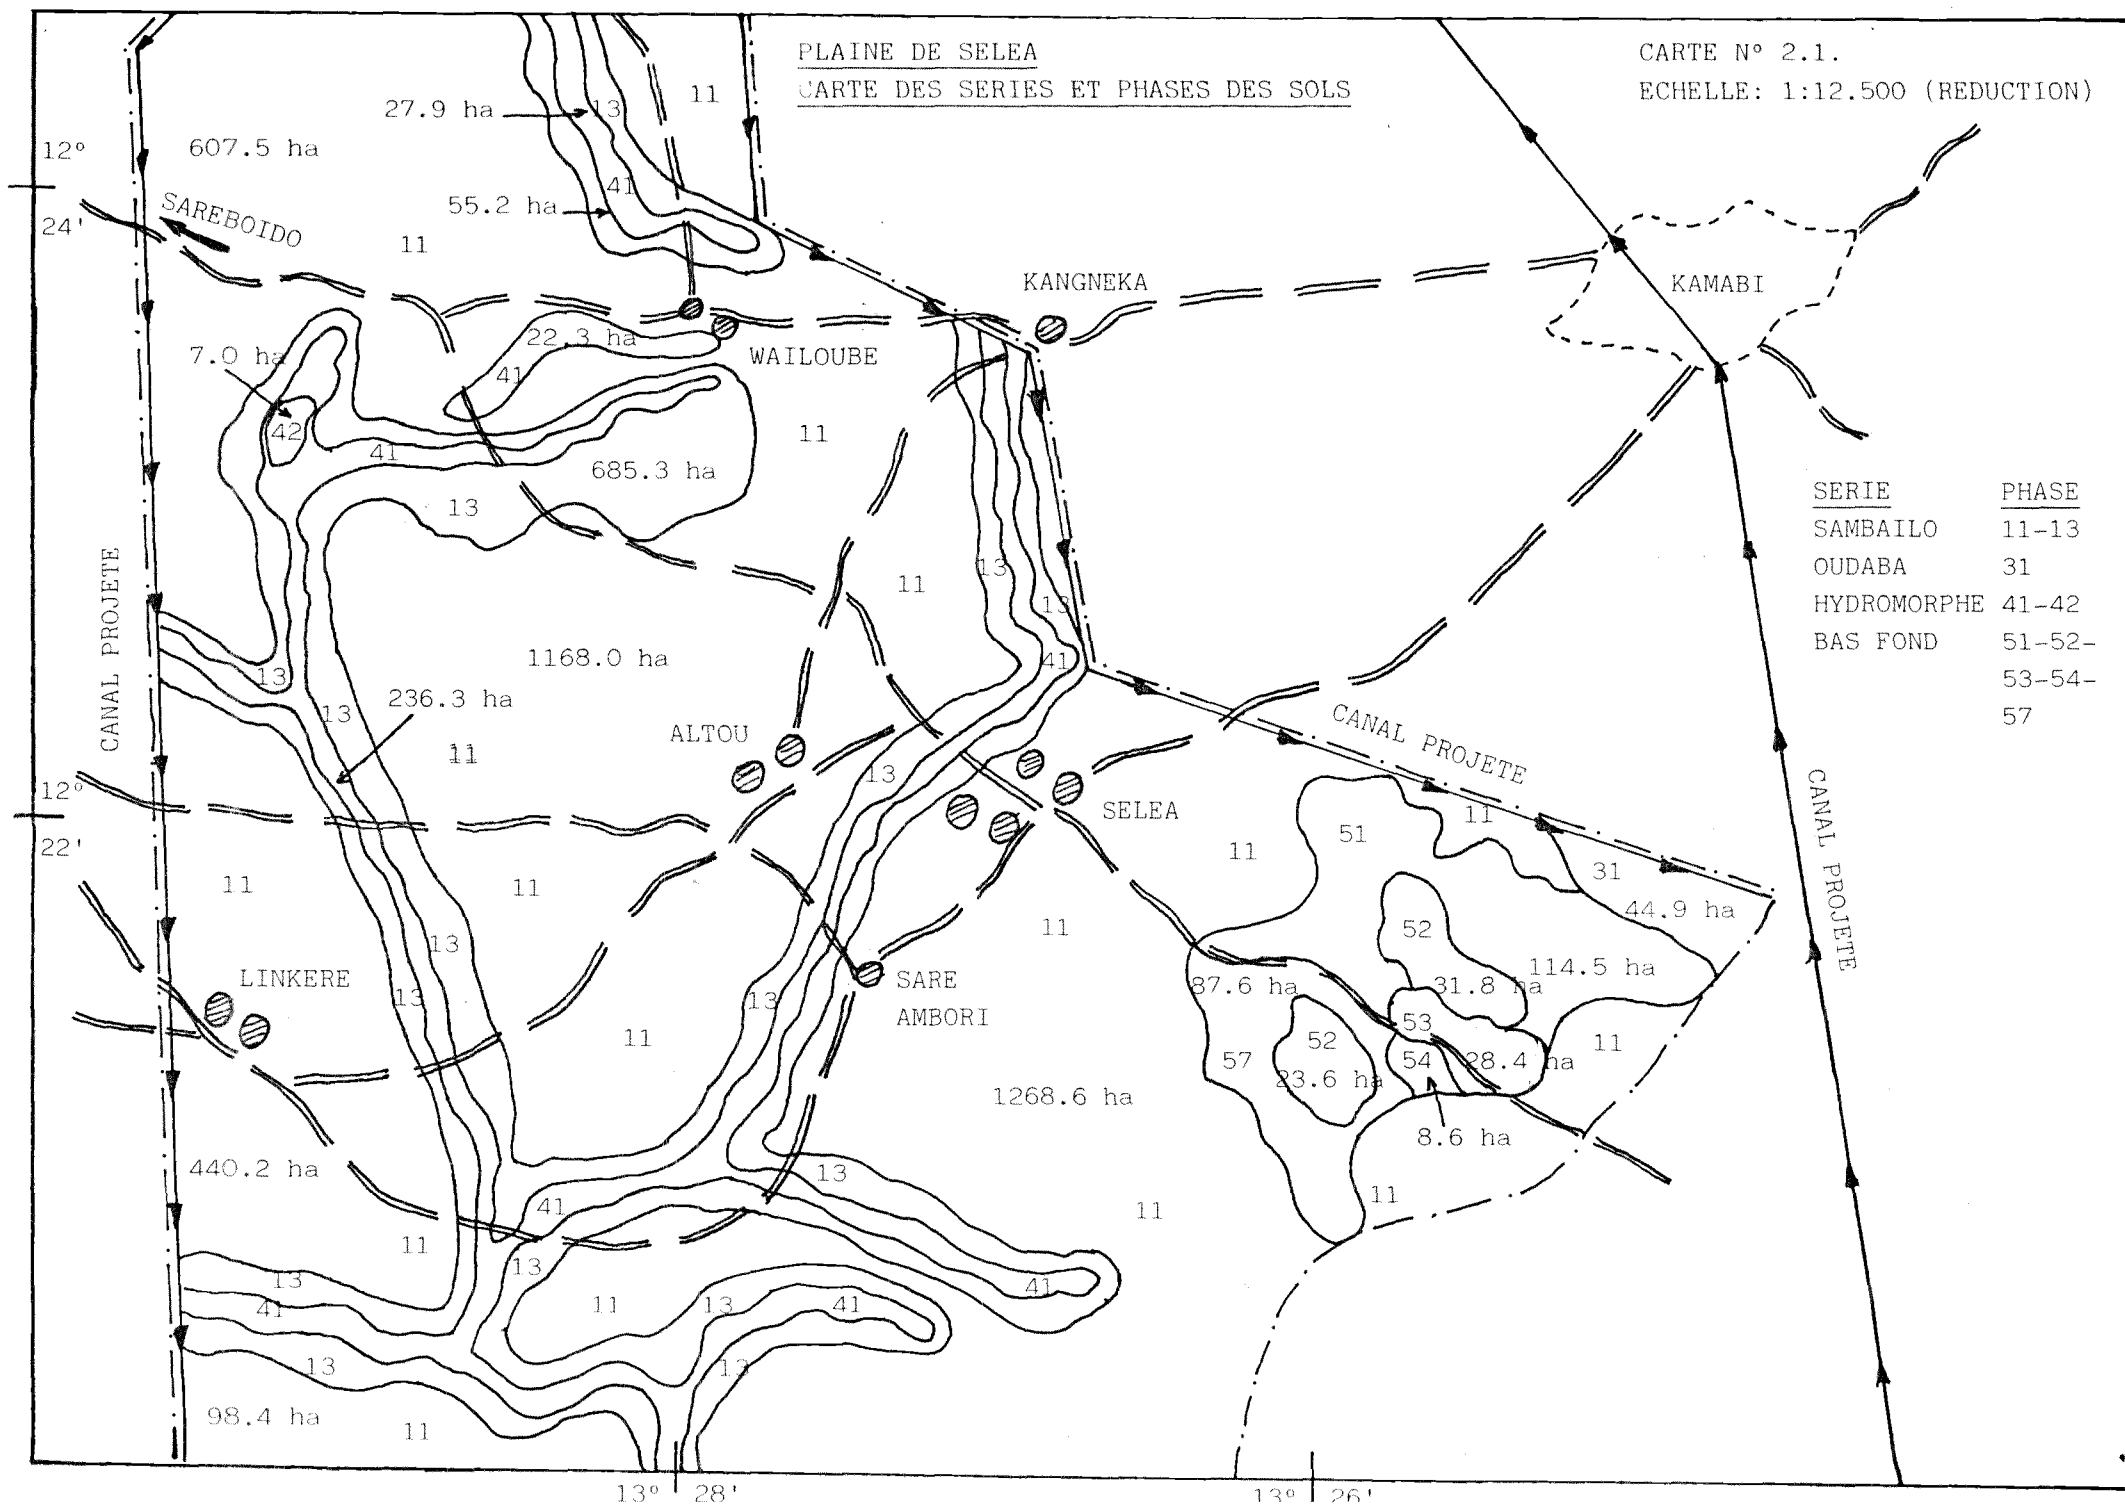 PLAINE DE SELEA
CARTE DES SERIES ET PHASES DES SOLS
CARTE N° 2.1.
ECHELLE: 1:12.500 (REDUCTION)
27.9 ha
13
11
607.5 ha
12°
24'
41
55.2 ha
SAREBOIDO
11
KANGNEKA
KAMABI
22.3 ha
7.0 ha
WAILOUBE
41
42
41
11
685.3 ha
13
SERIE PHASE
SAMBAILO 11-13
OUDABA 31
HYDROMORPHE 41-42
BAS FOND 51-52-
53-54-
57
CANAL PROJETE
11
13
13
41
1168.0 ha
13
236.3 ha
13
11
ALTOU
13
CANAL PROJETE
SELEA
CANAL PROJETE
12°
22'
11
51
11
31
11
11
44.9 ha
52
11
13
114.5 ha
LINKERE
13
13
SARE
AMBORI
87.6 ha
31.8 ha
53
11
52
57
54
28.4 ha
11
23.6 ha
1268.6 ha
8.6 ha
440.2 ha
13
11
41
11
11
13
13
41
41
11
13
41
13
13
98.4 ha
11
13° 28'
13° 26'